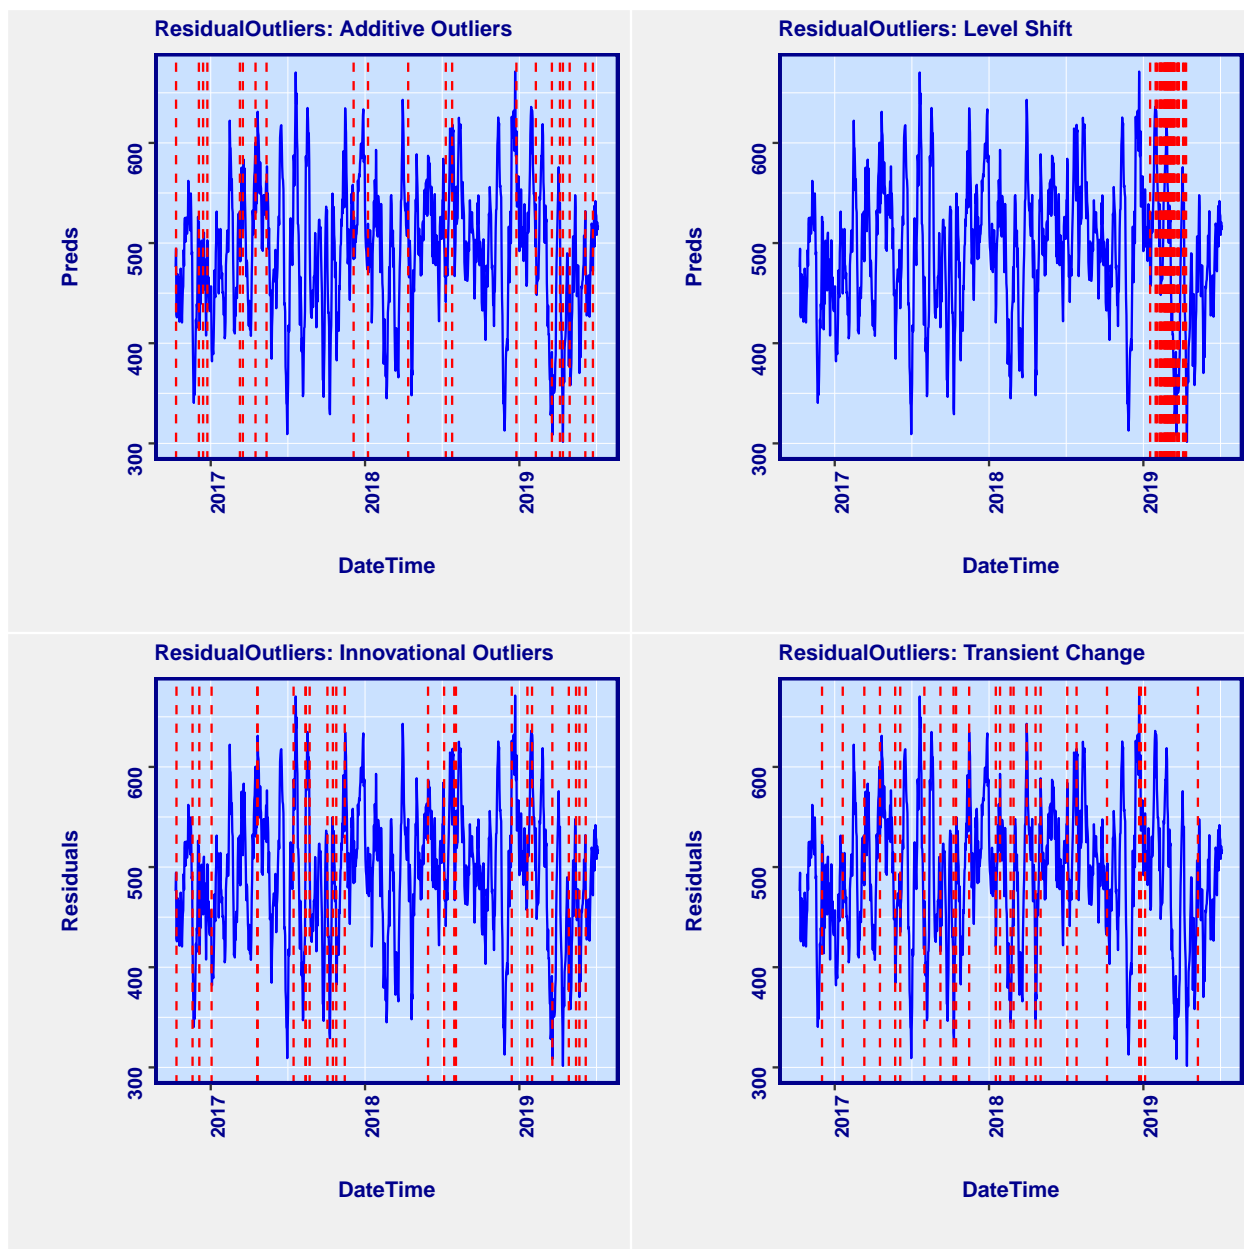 ResidualOutliers: Additive Outliers
Preds
600
500
400
300
2017
2018
2019
DateTime
ResidualOutliers: Level Shift
Preds
600
500
400
300
2017
2018
2019
DateTime
ResidualOutliers: Innovational Outliers
Residuals
600
500
400
300
2017
2018
2019
DateTime
ResidualOutliers: Transient Change
Residuals
600
500
400
300
2017
2018
2019
DateTime